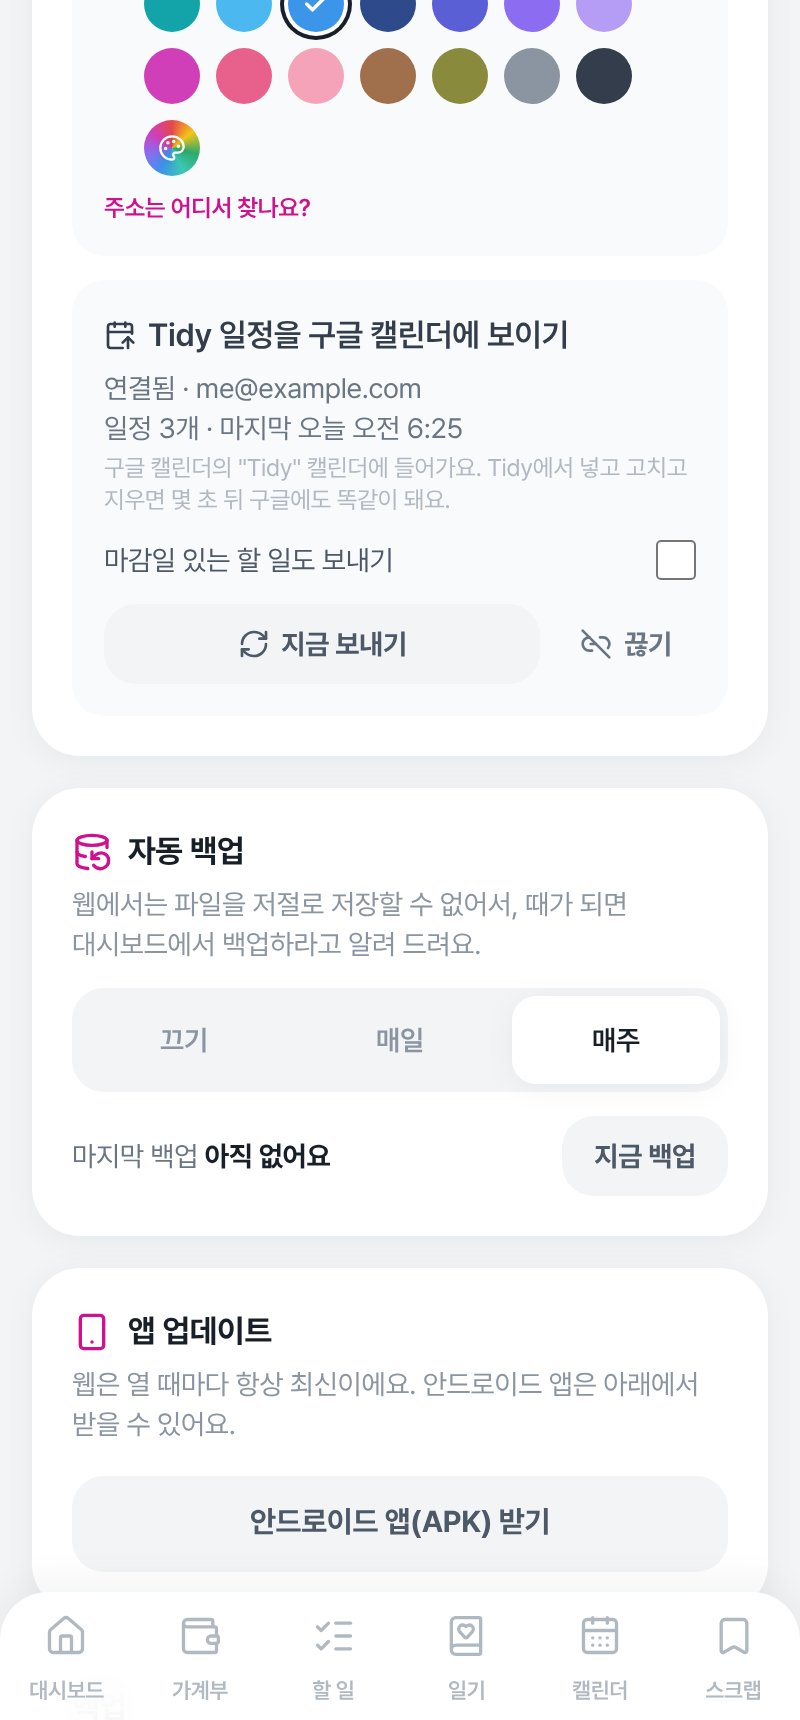 주소는 어디서 찾나요?
Tidy 일정을 구글 캘린더에 보이기
연결됨 · me@example.com
일정 3개 · 마지막 오늘 오전 6:25
구글 캘린더의 "Tidy" 캘린더에 들어가요. Tidy에서 넣고 고치고
지우면 몇 초 뒤 구글에도 똑같이 돼요.
마감일 있는 할 일도 보내기
지금 보내기 끊기
자동 백업
웹에서는 파일을 저절로 저장할 수 없어서, 때가 되면
대시보드에서 백업하라고 알려 드려요.
끄기 매일 매주
마지막 백업 아직 없어요 지금 백업
앱 업데이트
웹은 열 때마다 항상 최신이에요. 안드로이드 앱은 아래에서
받을 수 있어요.
안드로이드 앱(APK) 받기
대시보드 가계부 할 일 일기 캘린더 스크랩
백업